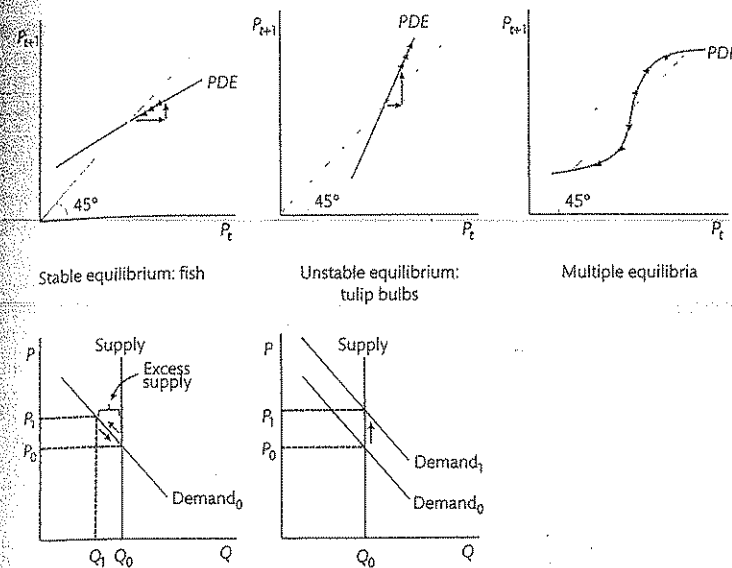 P_{t+1}
PDE
45°
P_t
Stable equilibrium: fish
P_{t+1}
PDE
45°
P_t
Unstable equilibrium:
tulip bulbs
P_{t+1}
PDE
45°
P_t
Multiple equilibria
P
Supply
Excess
supply
P_1
P_0
Demand_0
Q_1 Q_0 Q
P
Supply
P_1
P_0
Demand_1
Demand_0
Q_0 Q